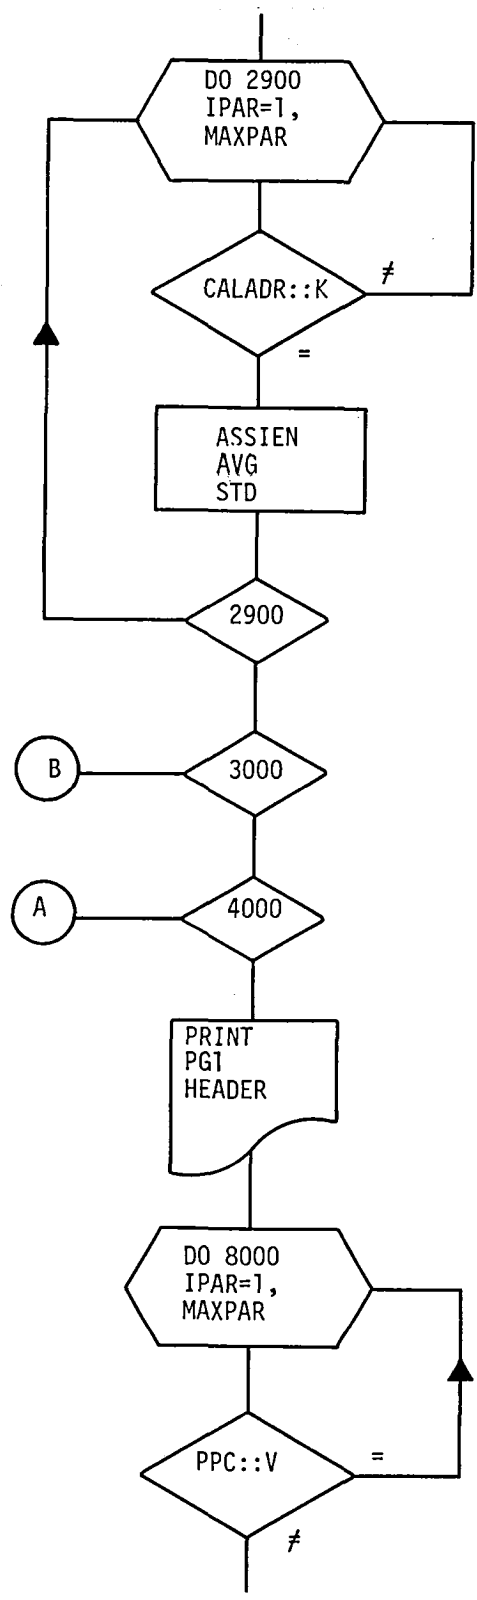 DO 2900
IPAR=1,
MAXPAR
CALADR::K
≠
=
ASSIEN
AVG
STD
2900
B
3000
A
4000
PRINT
PG1
HEADER
DO 8000
IPAR=1,
MAXPAR
PPC::V
=
≠